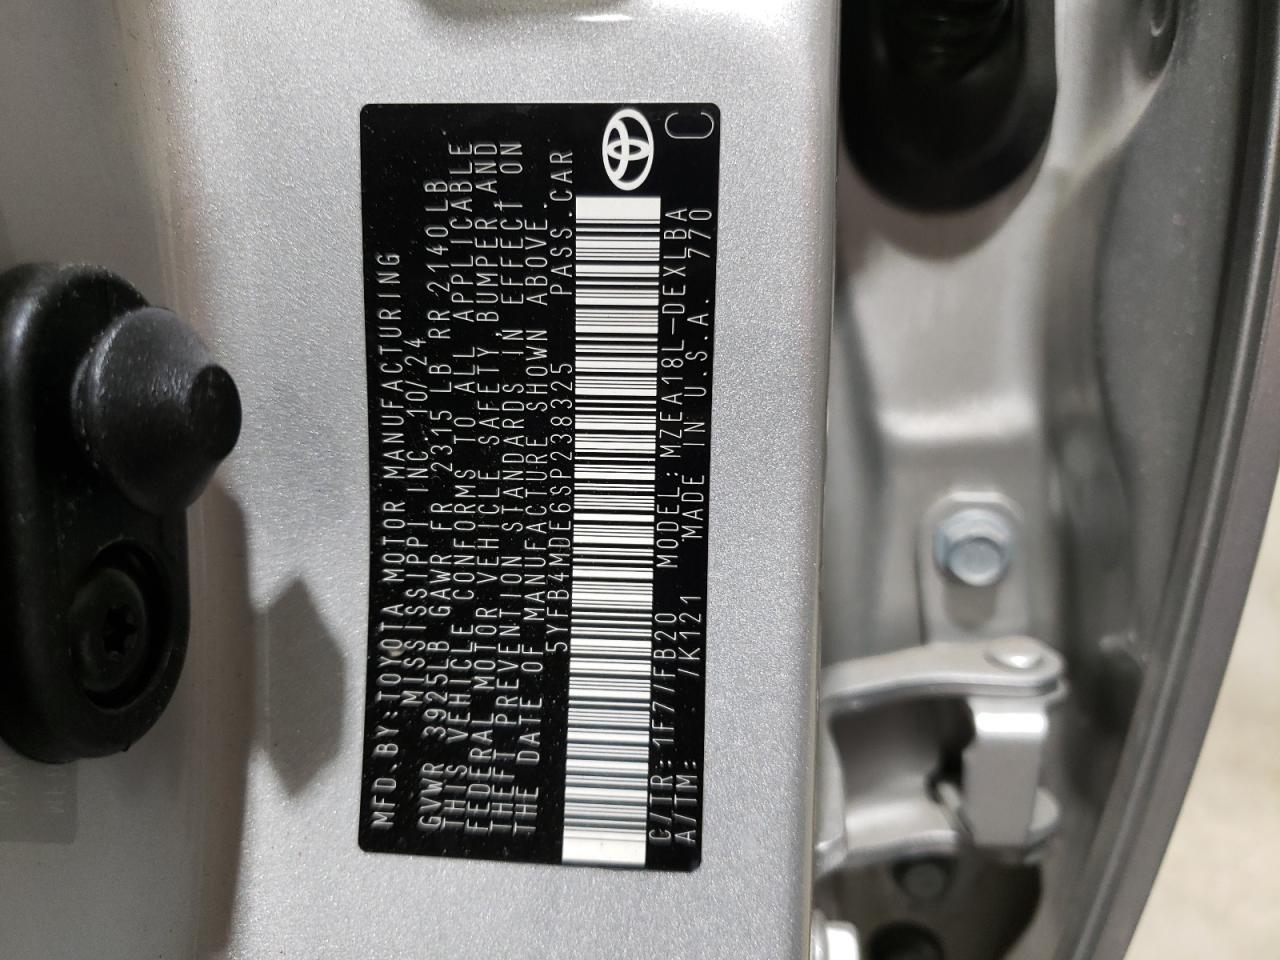 MFD.BY:TOYOTA MOTOR MANUFACTURING
MISSISSIPPI INC. 10/24
GVWR 3925LB GAWR FR 2315 LB RR 2140LB
THIS VEHICLE CONFORMS TO ALL APPLICABLE
FEDERAL MOTOR VEHICLE SAFETY, BUMPER, AND
THEFT PREVENTION STANDARDS IN EFFECT ON
THE DATE OF MANUFACTURE SHOWN ABOVE.
5YFB4MDE6SP238325 PASS.CAR
C/TR:1F7/FB20 MODEL:MZEA18L-DEXLBA
A/TM: /K121 MADE IN U.S.A. 770
C